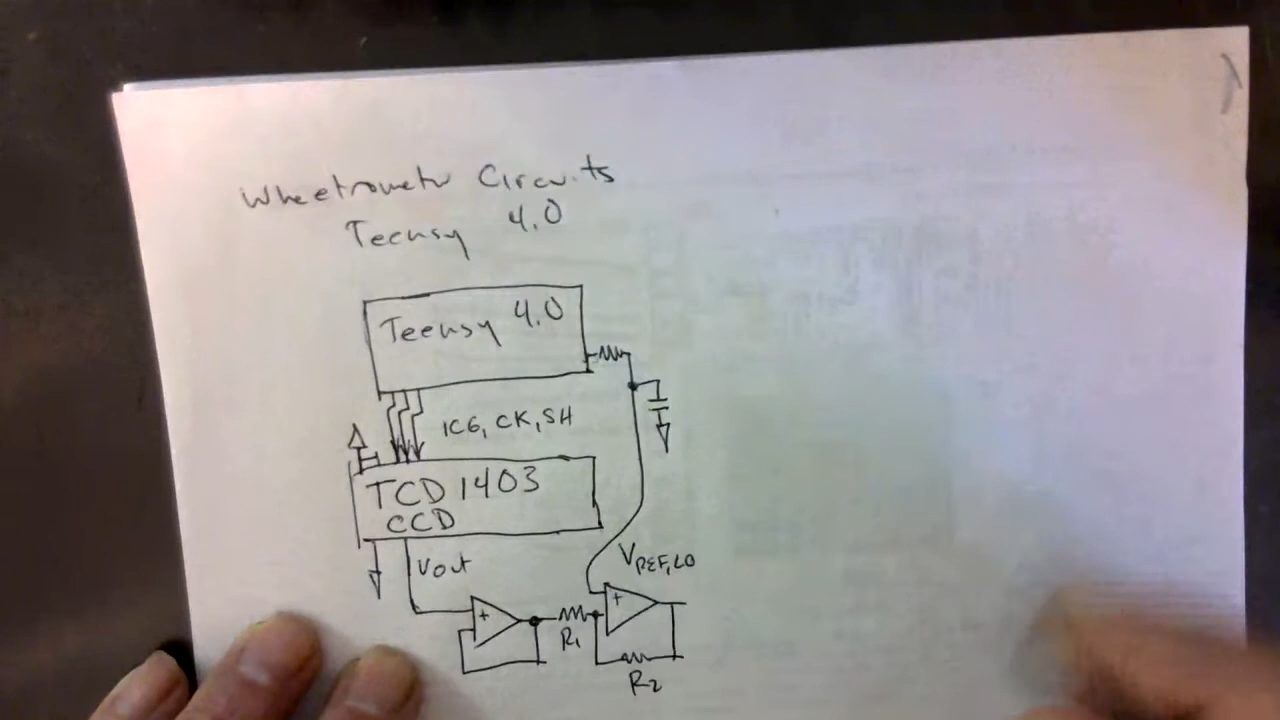 Wheetrometer Circuits
Teensy 4.0
Teensy 4.0
ICG, CK, SH
TCD 1403
CCD
Vout
VREF,LO
+
+
R1
R2